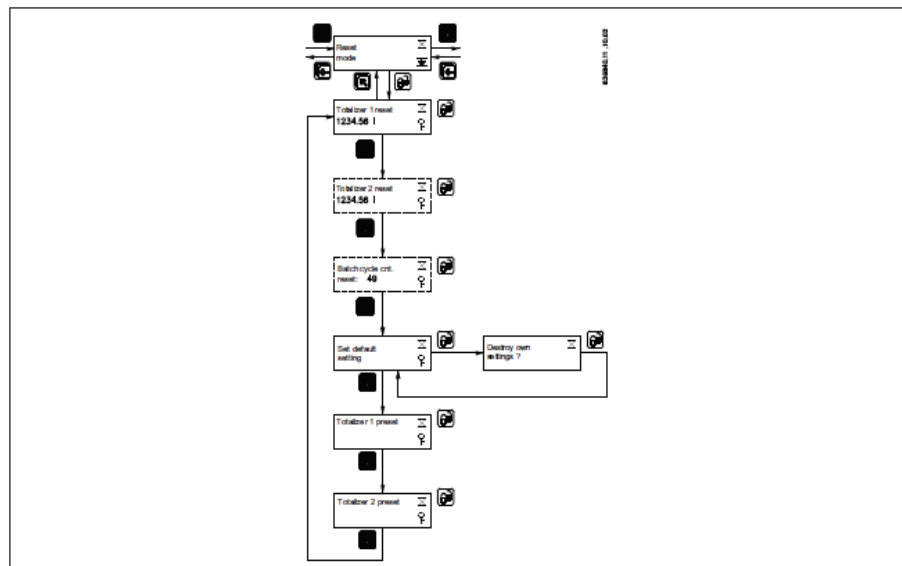 Reset
mode
Totalizer 1 reset
1234.56 l
Totalizer 2 reset
1234.56 l
Batch cycle cnt.
reset: 49
Set default
setting
Destroy own
settings ?
Totalizer 1 preset
Totalizer 2 preset